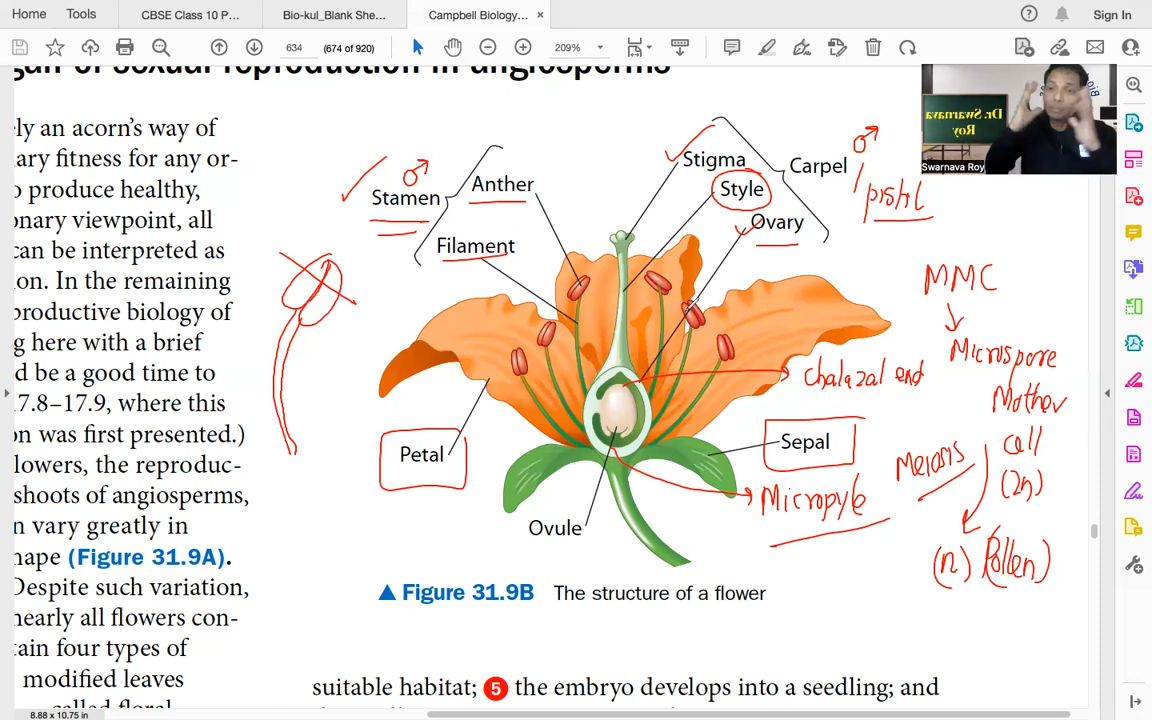 Home
Tools
CBSE Class 10 P...
Bio-kul_Blank She...
Campbell Biology...
Sign In
634
(674 of 920)
209%
sexual reproduction in angiosperms
ely an acorn's way of
ary fitness for any or-
o produce healthy,
onary viewpoint, all
can be interpreted as
ion. In the remaining
productive biology of
g here with a brief
d be a good time to
7.8–17.9, where this
on was first presented.)
lowers, the reproduc-
shoots of angiosperms,
n vary greatly in
hape (Figure 31.9A).
Despite such variation,
nearly all flowers con-
tain four types of
modified leaves
called floral
Stamen
♂
Anther
Filament
Stigma
Style
Ovary
Carpel
♂
pistil
Petal
Sepal
Ovule
chalazal end
Micropyle
MMC
Microspore
Mother
cell
(2n)
Meiosis
(n) (Pollen)
▲ Figure 31.9B The structure of a flower
suitable habitat; 5 the embryo develops into a seedling; and
Dr. Swarnava
Roy
Swarnava Roy
8.88 x 10.75 in